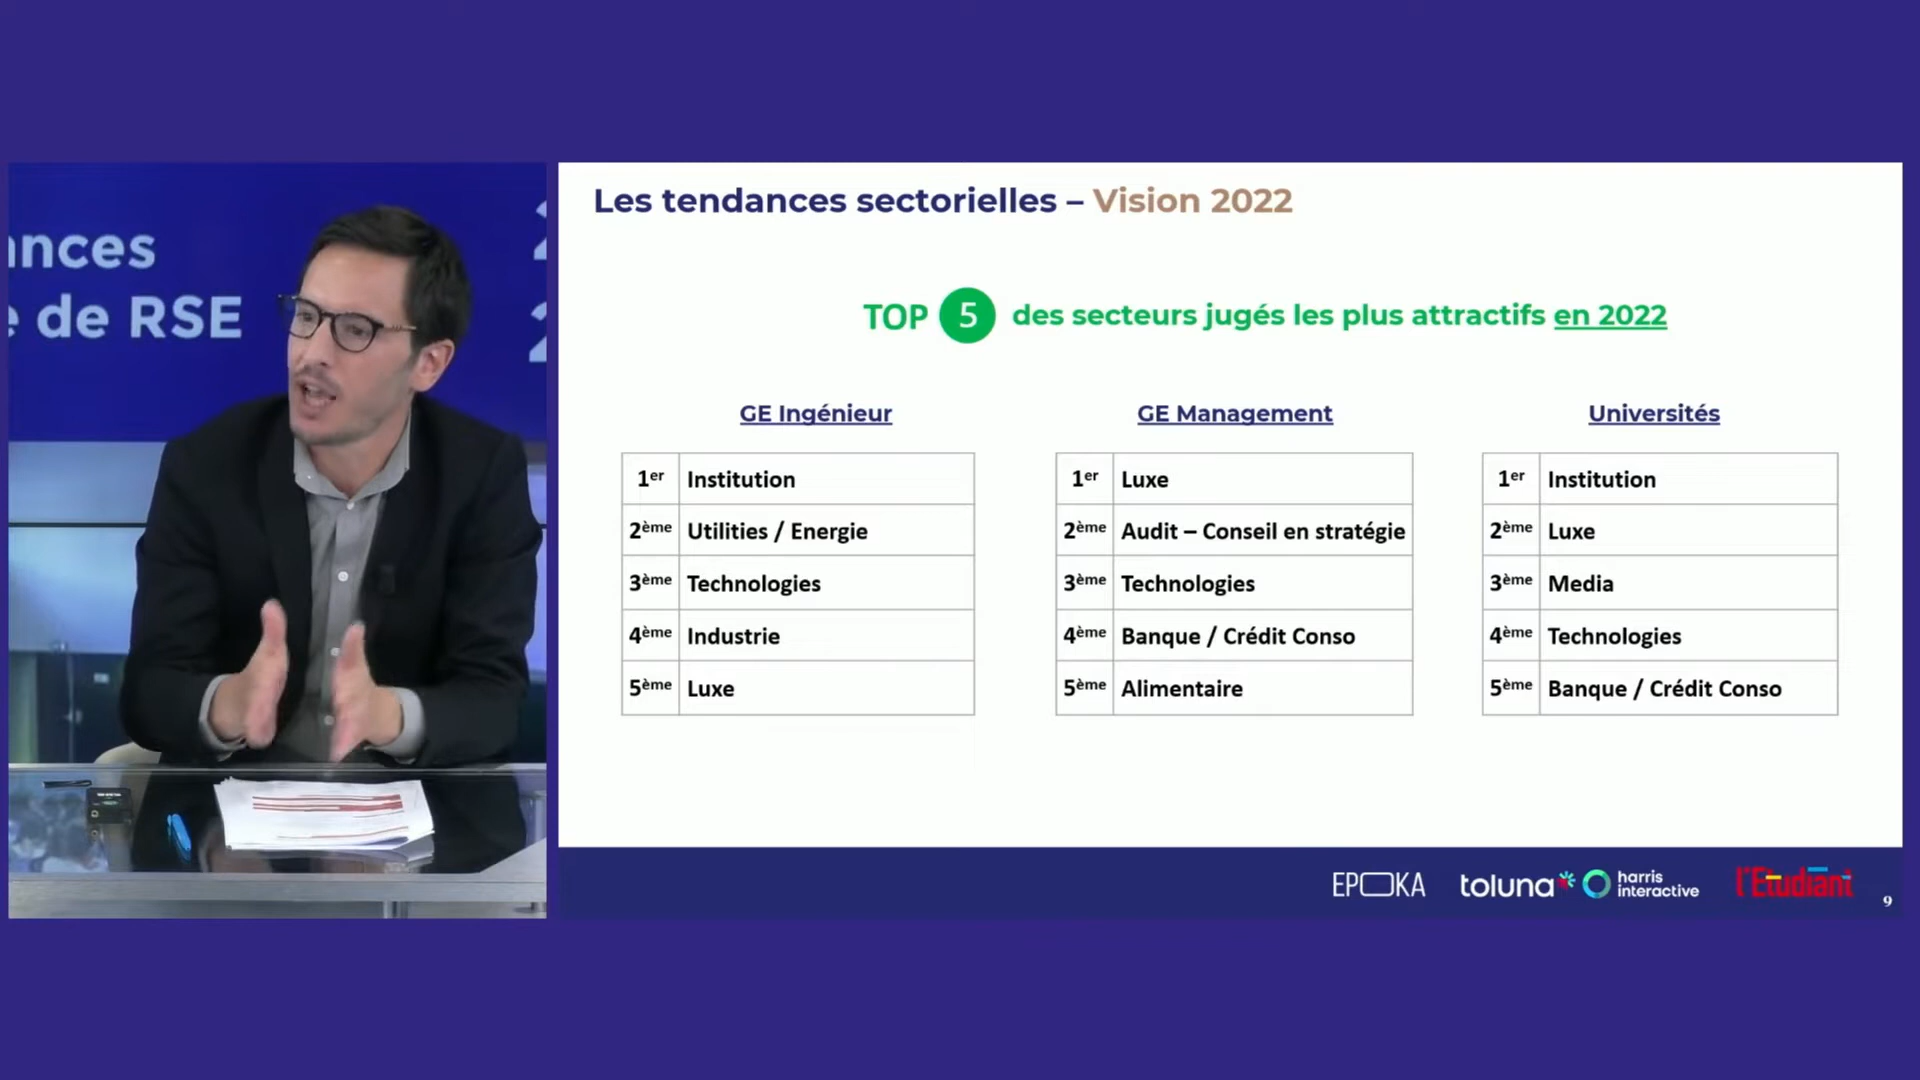 nces
de RSE
Les tendances sectorielles – Vision 2022
TOP 5 des secteurs jugés les plus attractifs en 2022
GE Ingénieur
1er Institution
2ème Utilities / Energie
3ème Technologies
4ème Industrie
5ème Luxe
GE Management
1er Luxe
2ème Audit – Conseil en stratégie
3ème Technologies
4ème Banque / Crédit Conso
5ème Alimentaire
Universités
1er Institution
2ème Luxe
3ème Media
4ème Technologies
5ème Banque / Crédit Conso
EPOKA
toluna
harris
interactive
l'Etudiant
9